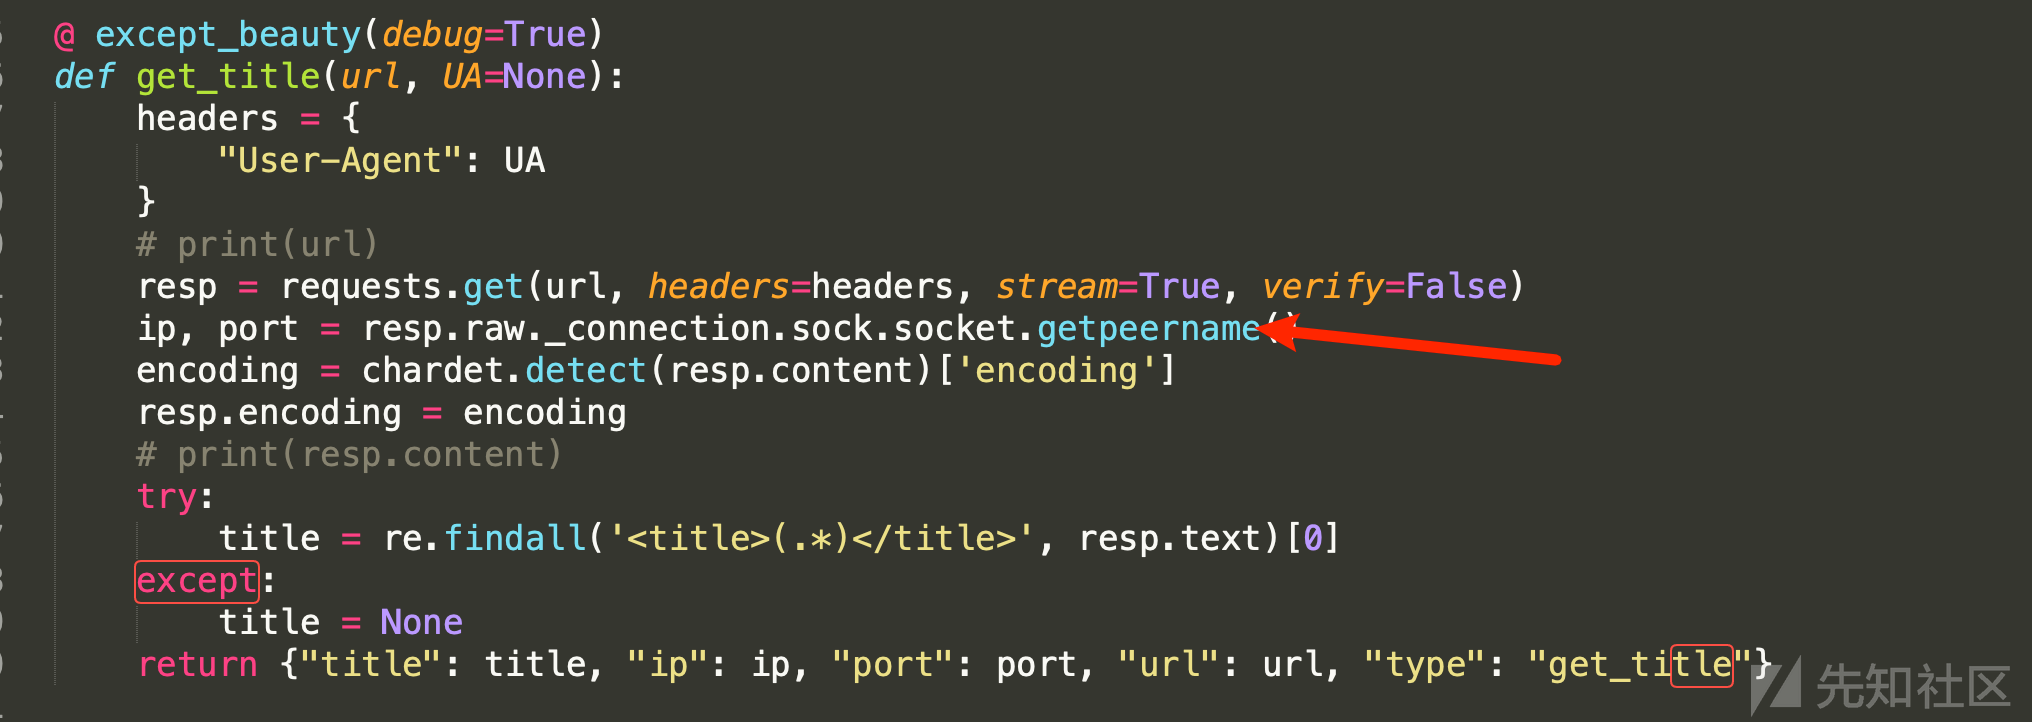 @ except_beauty(debug=True)
def get_title(url, UA=None):
    headers = {
        "User-Agent": UA
    }
    # print(url)
    resp = requests.get(url, headers=headers, stream=True, verify=False)
    ip, port = resp.raw._connection.sock.socket.getpeername()
    encoding = chardet.detect(resp.content)['encoding']
    resp.encoding = encoding
    # print(resp.content)
    try:
        title = re.findall('<title>(.*)</title>', resp.text)[0]
    except:
        title = None
    return {"title": title, "ip": ip, "port": port, "url": url, "type": "get_title"}
先知社区